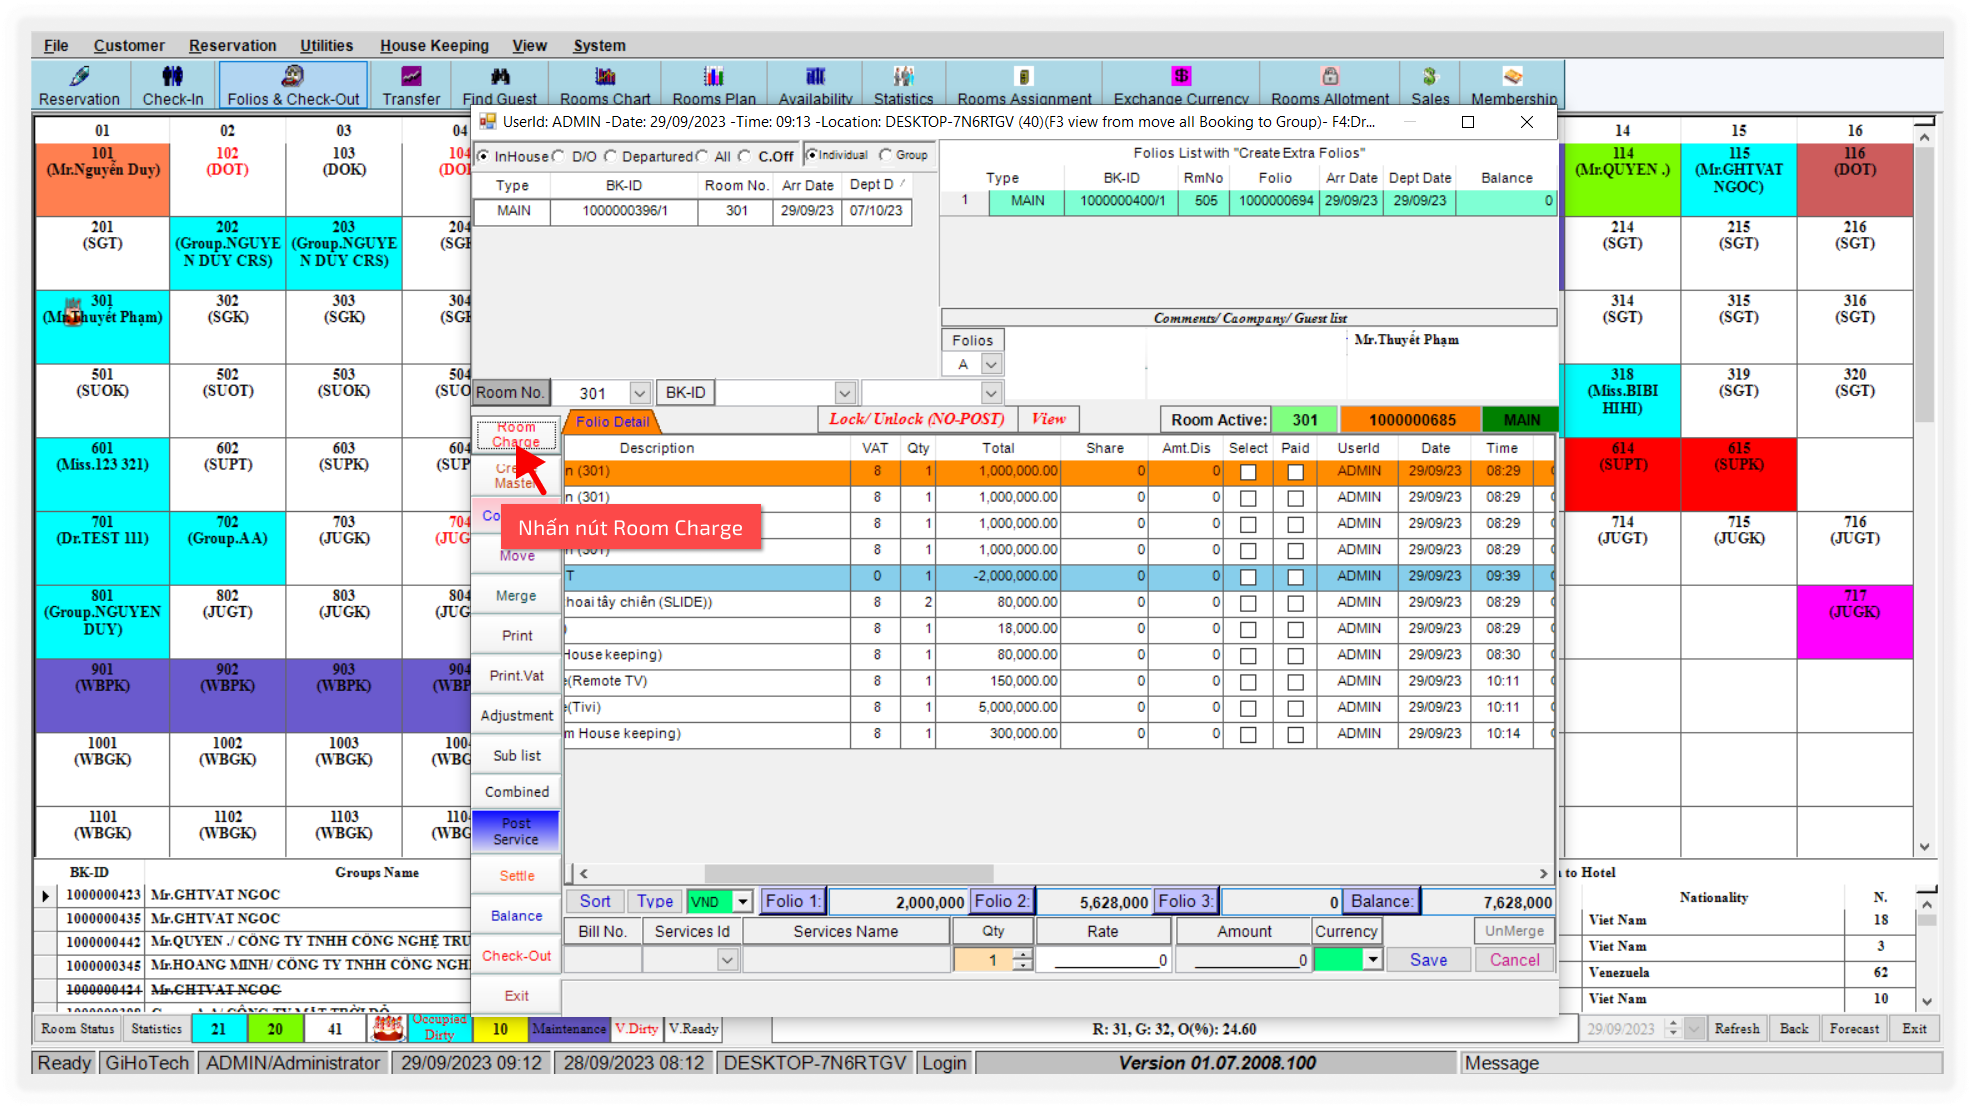 File Customer Reservation Utilities House Keeping View System
Reservation Check-In Folios & Check-Out Transfer Find Guest Rooms Chart Rooms Plan Availability Statistics Rooms Assignment Exchange Currency Rooms Allotment Sales Membership
UserId: ADMIN -Date: 29/09/2023 -Time: 09:13 -Location: DESKTOP-7N6RTGV (40)(F3 view from move all Booking to Group)- F4:Dr...
01 02 03 04 14 15 16
101 (Mr.Nguyễn Duy)
102 (DOT)
103 (DOK)
104
114 (Mr.QUYEN .)
115 (Mr.GHTVAT NGOC)
116 (DOT)
201 (SGT)
202 (Group.NGUYE N DUY CRS)
203 (Group.NGUYE N DUY CRS)
204
214 (SGT)
215 (SGT)
216 (SGT)
301
302 (SGK)
303 (SGK)
304
314 (SGT)
315 (SGT)
316 (SGT)
501 (SUOK)
502 (SUOT)
503 (SUOK)
504
318 (Miss.BIBI HIHI)
319 (SGT)
320 (SGT)
601 (Miss.123 321)
602 (SUPT)
603 (SUPK)
604
614 (SUPT)
615 (SUPK)
701 (Dr.TEST 111)
702 (Group.AA)
703 (JUGK)
704
714 (JUGT)
715 (JUGK)
716 (JUGT)
801 (Group.NGUYEN DUY)
802 (JUGT)
803 (JUGK)
804
717 (JUGK)
901 (WBPK)
902 (WBPK)
903 (WBPK)
904
1001 (WBGK)
1002 (WBGK)
1003 (WBGK)
1101 (WBGK)
1102 (WBGK)
1103 (WBGK)
InHouse D/O Departured All C.Off Individual Group
Type BK-ID Room No. Arr Date Dept D
MAIN 1000000396/1 301 29/09/23 07/10/23
Folios List with "Create Extra Folios"
Type BK-ID RmNo Folio Arr Date Dept Date Balance
1 MAIN 1000000400/1 505 1000000694 29/09/23 29/09/23 0
Comments/ Caompany/ Guest list
Folios
A
Mr.Thuyết Phạm
Room No. 301 BK-ID
Folio Detail Lock/ Unlock (NO-POST) View Room Active: 301 1000000685 MAIN
Room Charge
Master
Nhấn nút Room Charge
Move
Merge
Print
Print.Vat
Adjustment
Sub list
Combined
Post Service
Settle
Balance
Check-Out
Exit
Description VAT Qty Total Share Amt.Dis Select Paid UserId Date Time
n (301) 8 1 1,000,000.00 0 0 ADMIN 29/09/23 08:29
n (301) 8 1 1,000,000.00 0 0 ADMIN 29/09/23 08:29
8 1 1,000,000.00 0 0 ADMIN 29/09/23 08:29
n (301) 8 1 1,000,000.00 0 0 ADMIN 29/09/23 08:29
T 0 1 -2,000,000.00 0 0 ADMIN 29/09/23 09:39
hoai tây chiên (SLIDE)) 8 2 80,000.00 0 0 ADMIN 29/09/23 08:29
) 8 1 18,000.00 0 0 ADMIN 29/09/23 08:29
House keeping) 8 1 80,000.00 0 0 ADMIN 29/09/23 08:30
e(Remote TV) 8 1 150,000.00 0 0 ADMIN 29/09/23 10:11
e(Tivi) 8 1 5,000,000.00 0 0 ADMIN 29/09/23 10:11
m House keeping) 8 1 300,000.00 0 0 ADMIN 29/09/23 10:14
Sort Type VND Folio 1: 2,000,000 Folio 2: 5,628,000 Folio 3: 0 Balance: 7,628,000
Bill No. Services Id Services Name Qty Rate Amount Currency UnMerge
1 0 0 Save Cancel
BK-ID Groups Name
1000000423 Mr.GHTVAT NGOC
1000000435 Mr.GHTVAT NGOC
1000000442 Mr.QUYEN ./ CÔNG TY TNHH CÔNG NGHỆ TRU
1000000345 Mr.HOANG MINH/ CÔNG TY TNHH CÔNG NGH
1000000424 Mr.GHTVAT NGOC
to Hotel
Nationality N.
Viet Nam 18
Viet Nam 3
Venezuela 62
Viet Nam 10
Room Status Statistics 21 20 41 Occupied Dirty 10 Maintenance V.Dirty V.Ready R: 31, G: 32, O(%): 24.60 29/09/2023 Refresh Back Forecast Exit
Ready GiHoTech ADMIN/Administrator 29/09/2023 09:12 28/09/2023 08:12 DESKTOP-7N6RTGV Login Version 01.07.2008.100 Message